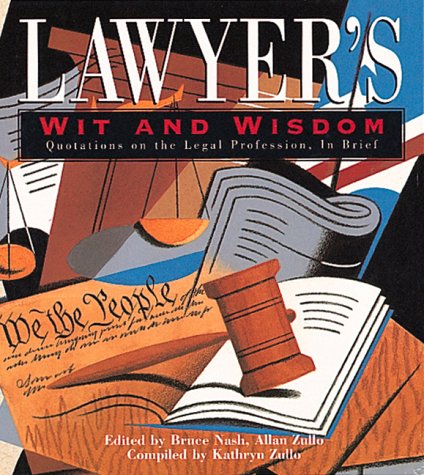 LAWYER'S
WIT AND WISDOM
Quotations on the Legal Profession, In Brief
We the People
Edited by Bruce Nash, Allan Zullo
Compiled by Kathryn Zullo